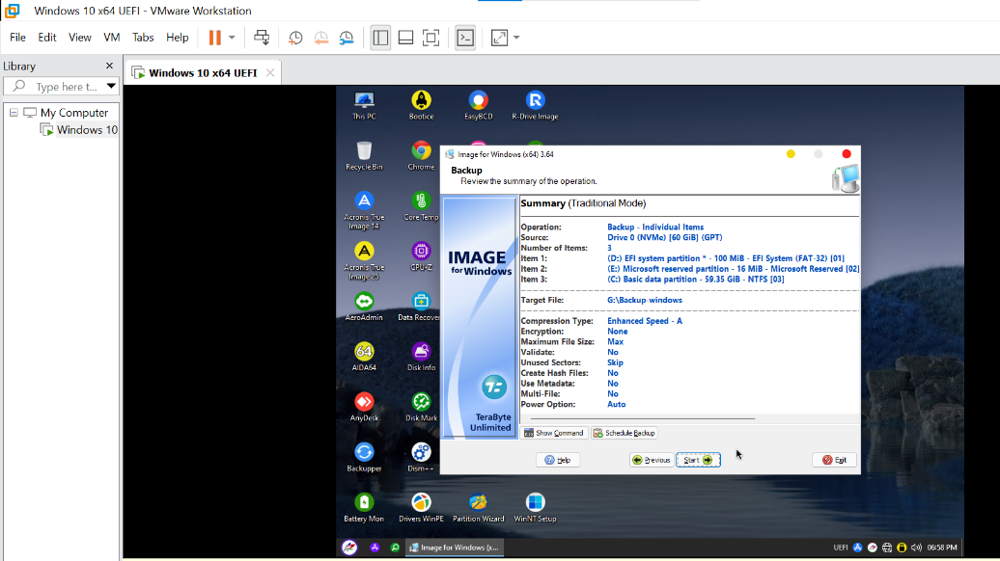 Windows 10 x64 UEFI - VMware Workstation
File Edit View VM Tabs Help
Library
Type here t...
Windows 10 x64 UEFI
My Computer
Windows 10
This PC
Bootice
EasyBCD
R-Drive Image
Recycle Bin
Chrome
Acronis True
Image 14
Core Temp
Acronis True
Image 25
CPU-Z
AeroAdmin
Data Recover
64
AIDA64
Disk Info
AnyDesk
Disk Mark
Backupper
Dism++
Battery Mon
Drivers WinPE
Partition Wizard
WinNT Setup
Image for Windows (x64) 3.64
Backup
Review the summary of the operation.
IMAGE
for Windows
TeraByte
Unlimited
Summary (Traditional Mode)
Operation: Backup - Individual Items
Source: Drive 0 (NVMe) [60 GiB] (GPT)
Number of Items: 3
Item 1: (D:) EFI system partition * - 100 MiB - EFI System (FAT-32) [01]
Item 2: (E:) Microsoft reserved partition - 16 MiB - Microsoft Reserved [02]
Item 3: (C:) Basic data partition - 59.35 GiB - NTFS [03]
Target File: G:\Backup-windows
Compression Type: Enhanced Speed - A
Encryption: None
Maximum File Size: Max
Validate: No
Unused Sectors: Skip
Create Hash Files: No
Use Metadata: No
Multi-File: No
Power Option: Auto
Show Command
Schedule Backup
Help
Previous
Start
Exit
Image for Windows (x...
UEFI
06:58 PM